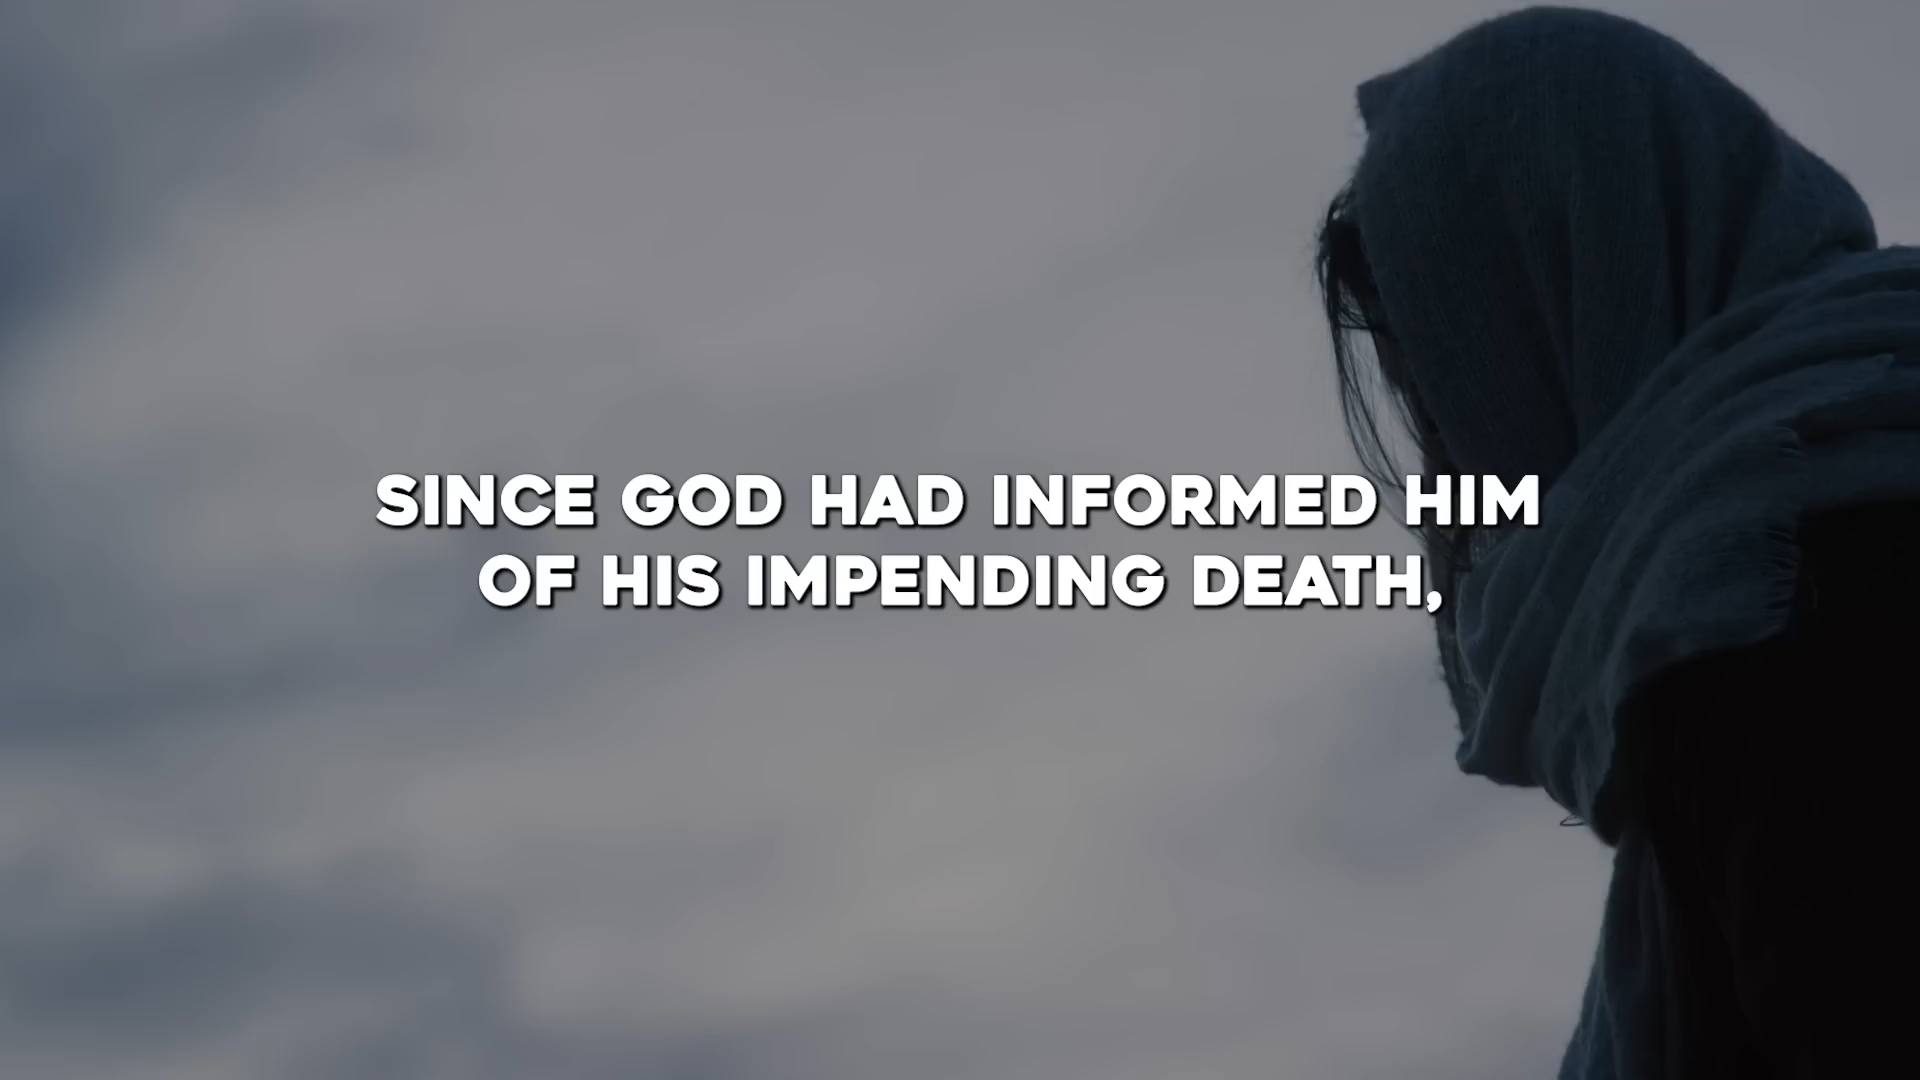 SINCE GOD HAD INFORMED HIM
OF HIS IMPENDING DEATH,